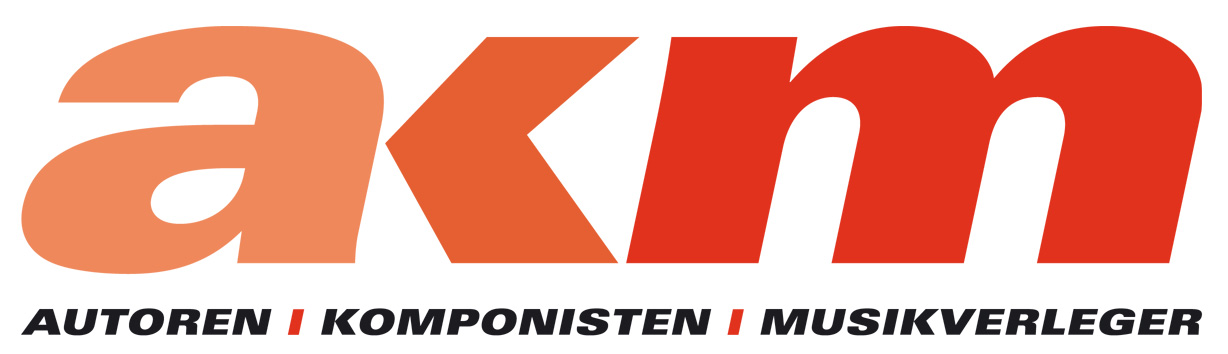 akm
AUTOREN I KOMPONISTEN I MUSIKVERLEGER